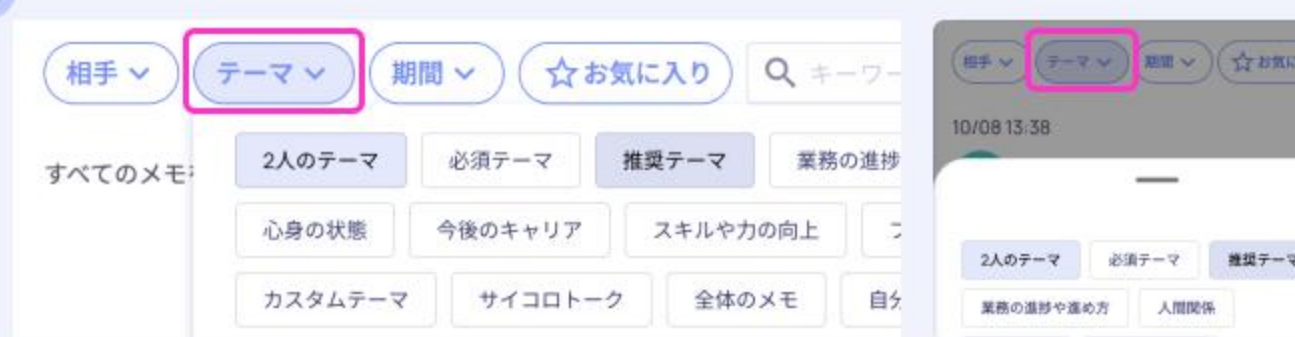 相手 テーマ 期間 お気に入り
すべてのメモ
2人のテーマ 必須テーマ 推奨テーマ 業務の進捗
心身の状態 今後のキャリア スキルや力の向上
カスタムテーマ サイコロトーク 全体のメモ 自分
相手 テーマ 期間 お気に
10/08 13:38
2人のテーマ 必須テーマ 推奨テーマ
業務の進捗や進め方 人間関係